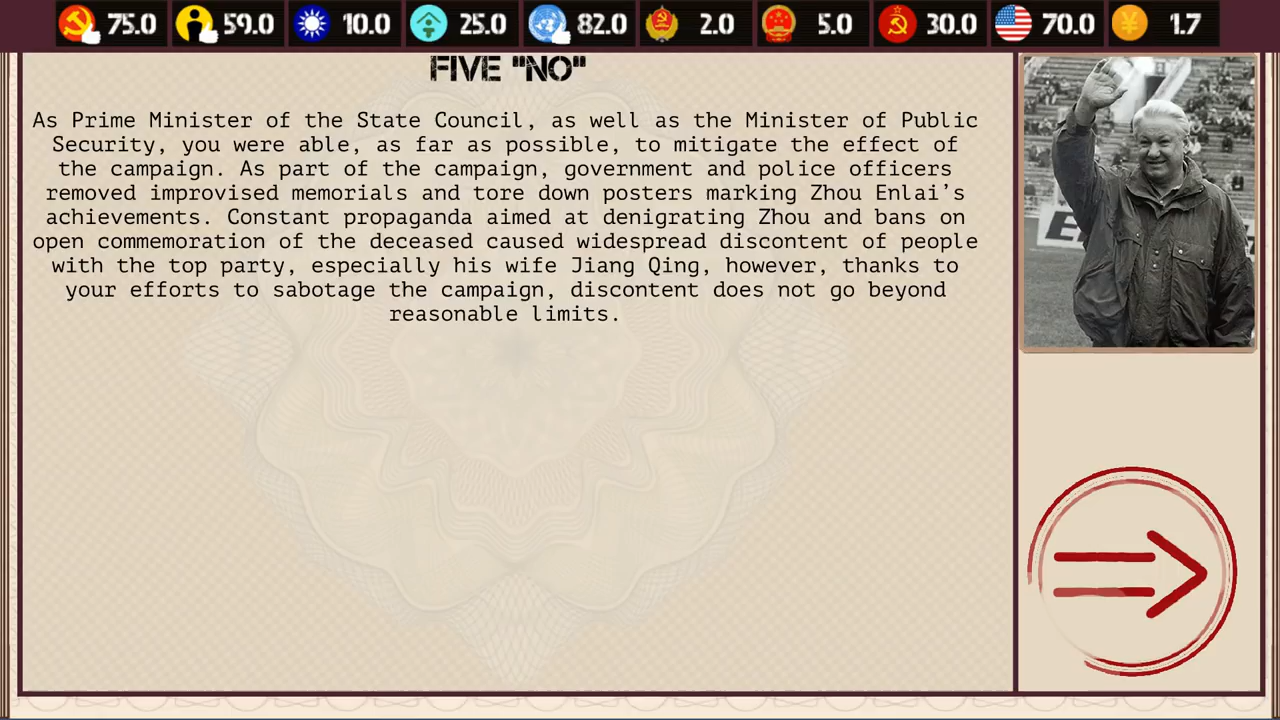 75.0 59.0 10.0 25.0 82.0 2.0 5.0 30.0 70.0 1.7
FIVE "NO"
As Prime Minister of the State Council, as well as the Minister of Public
Security, you were able, as far as possible, to mitigate the effect of
the campaign. As part of the campaign, government and police officers
removed improvised memorials and tore down posters marking Zhou Enlai’s
achievements. Constant propaganda aimed at denigrating Zhou and bans on
open commemoration of the deceased caused widespread discontent of people
with the top party, especially his wife Jiang Qing, however, thanks to
your efforts to sabotage the campaign, discontent does not go beyond
reasonable limits.